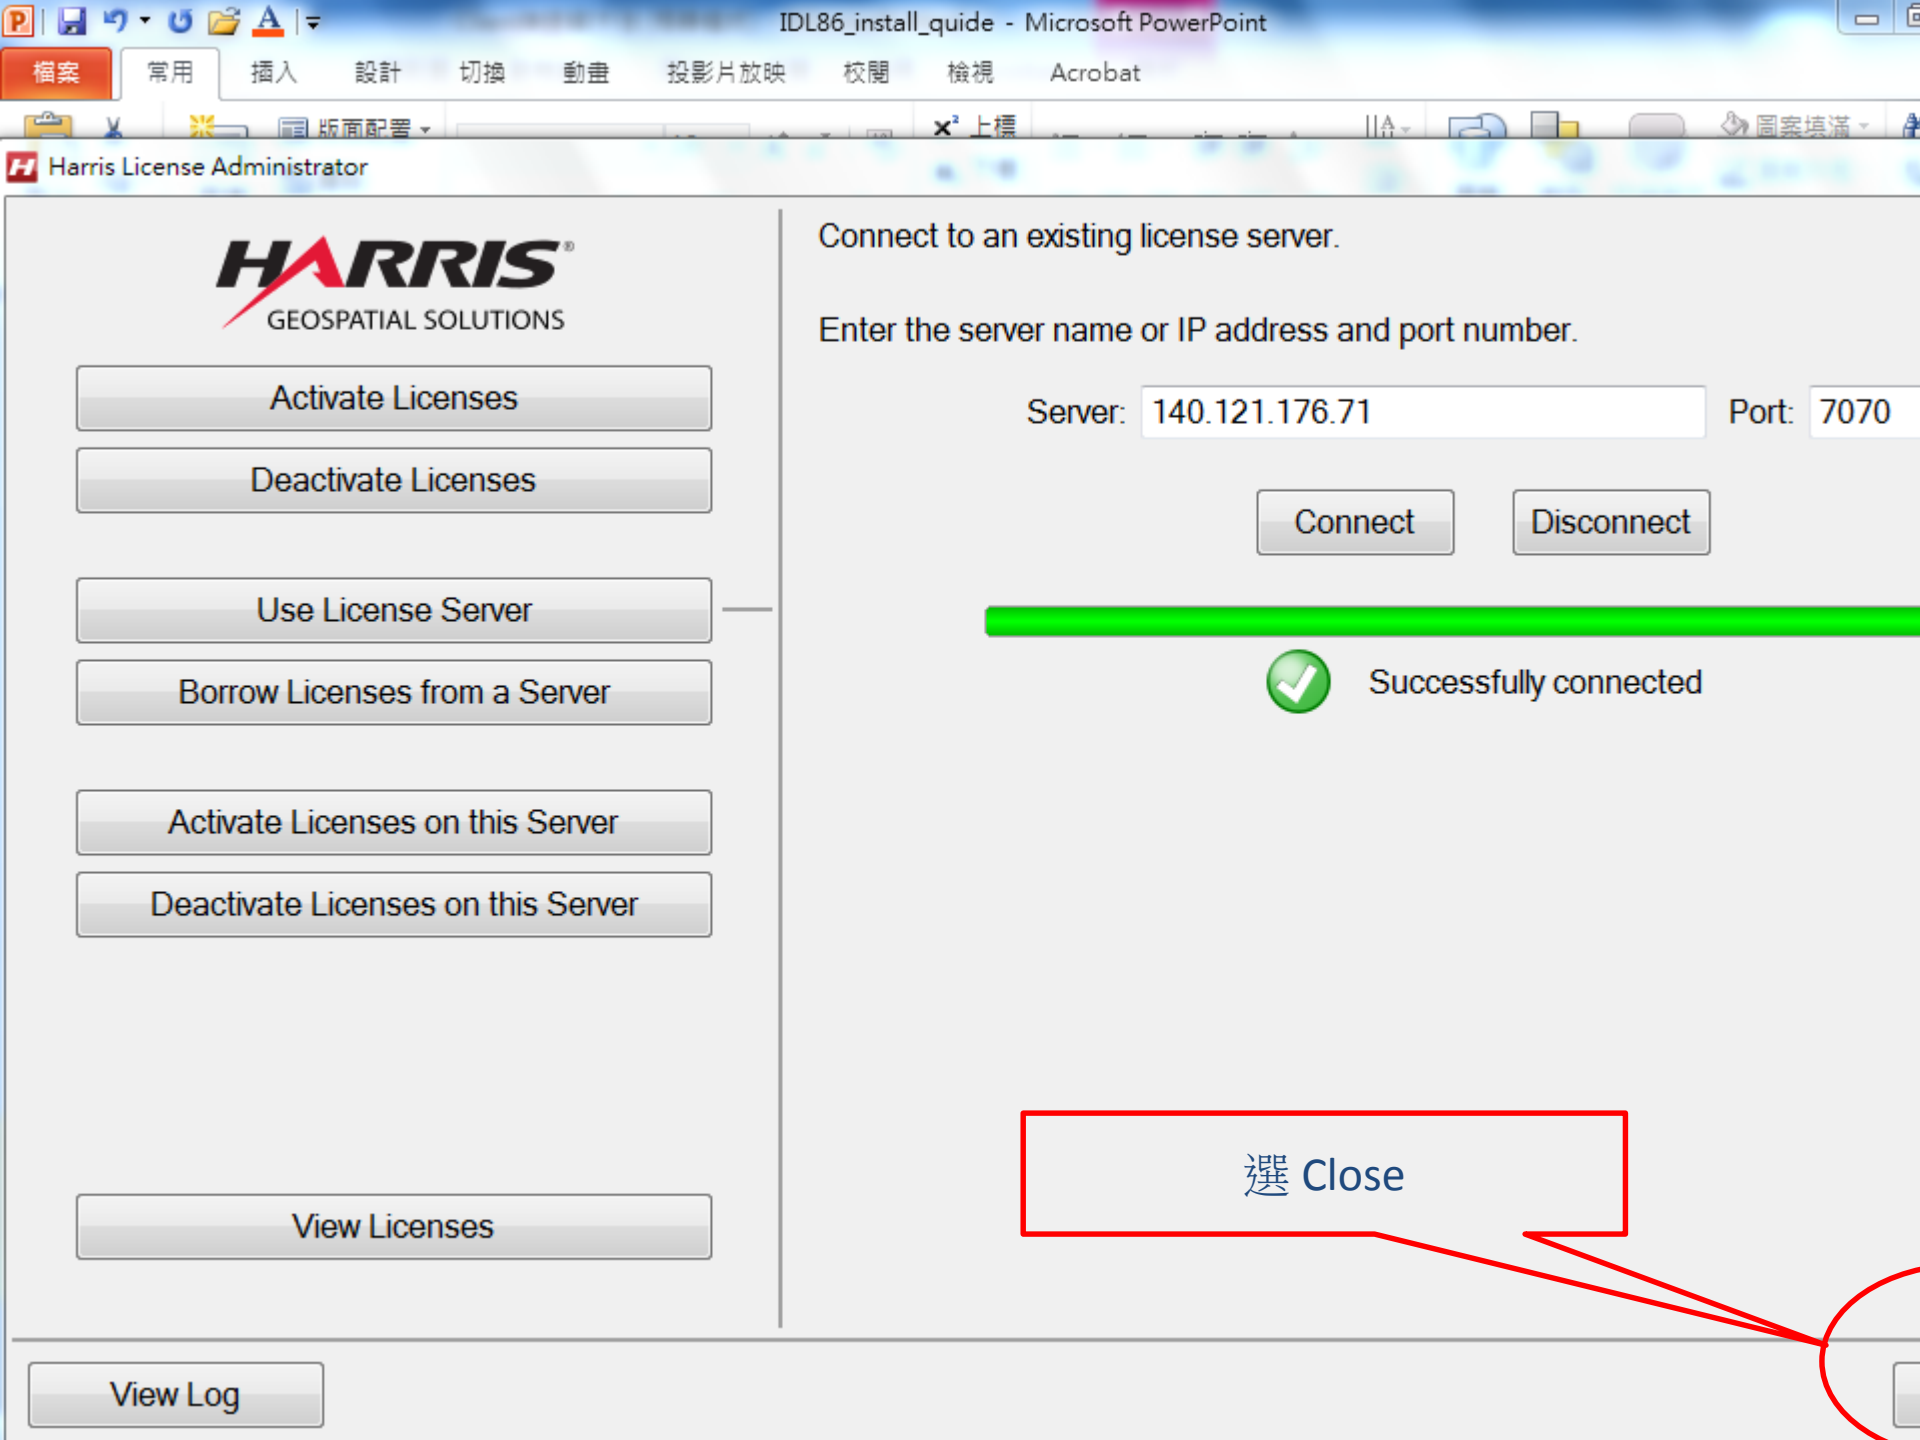 IDL86_install_quide - Microsoft PowerPoint
檔案 常用 插入 設計 切換 動畫 投影片放映 校閱 檢視 Acrobat
版面配置 x² 上標 圖案填滿
Harris License Administrator
HARRIS®
GEOSPATIAL SOLUTIONS
Activate Licenses
Deactivate Licenses
Use License Server
Borrow Licenses from a Server
Activate Licenses on this Server
Deactivate Licenses on this Server
View Licenses
View Log
Connect to an existing license server.
Enter the server name or IP address and port number.
Server: 140.121.176.71 Port: 7070
Connect Disconnect
Successfully connected
選 Close